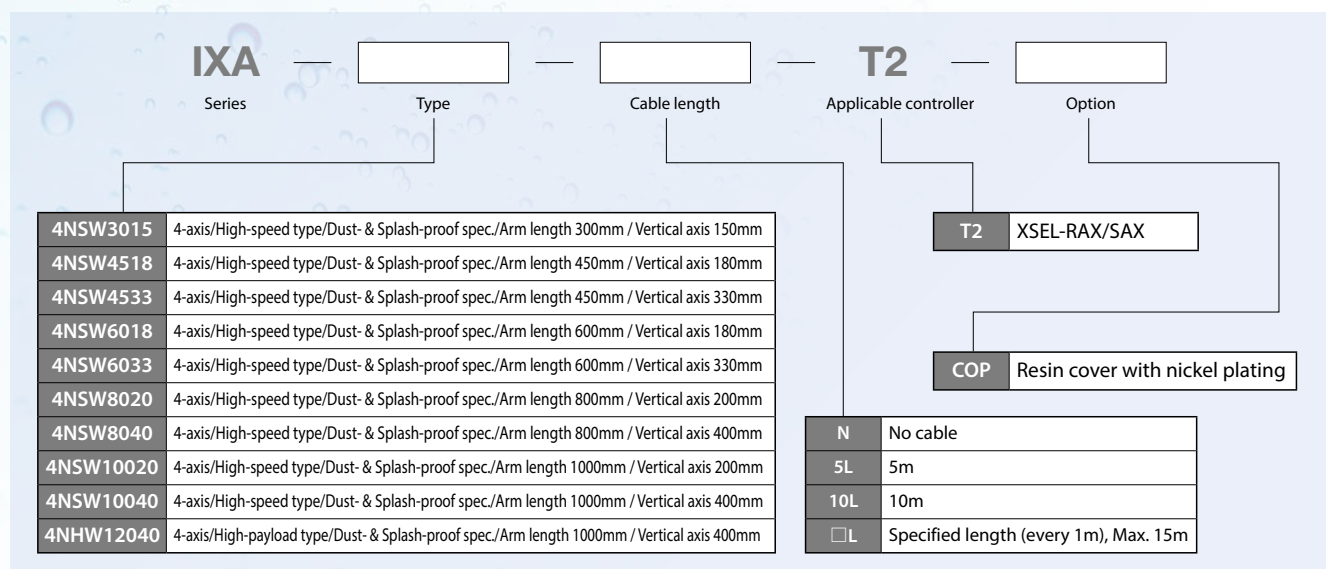 IXA — — — T2 —
Series Type Cable length Applicable controller Option
4NSW3015 4-axis/High-speed type/Dust- & Splash-proof spec./Arm length 300mm / Vertical axis 150mm
4NSW4518 4-axis/High-speed type/Dust- & Splash-proof spec./Arm length 450mm / Vertical axis 180mm
4NSW4533 4-axis/High-speed type/Dust- & Splash-proof spec./Arm length 450mm / Vertical axis 330mm
4NSW6018 4-axis/High-speed type/Dust- & Splash-proof spec./Arm length 600mm / Vertical axis 180mm
4NSW6033 4-axis/High-speed type/Dust- & Splash-proof spec./Arm length 600mm / Vertical axis 330mm
4NSW8020 4-axis/High-speed type/Dust- & Splash-proof spec./Arm length 800mm / Vertical axis 200mm
4NSW8040 4-axis/High-speed type/Dust- & Splash-proof spec./Arm length 800mm / Vertical axis 400mm
4NSW10020 4-axis/High-speed type/Dust- & Splash-proof spec./Arm length 1000mm / Vertical axis 200mm
4NSW10040 4-axis/High-speed type/Dust- & Splash-proof spec./Arm length 1000mm / Vertical axis 400mm
4NHW12040 4-axis/High-payload type/Dust- & Splash-proof spec./Arm length 1000mm / Vertical axis 400mm
T2 XSEL-RAX/SAX
COP Resin cover with nickel plating
N No cable
5L 5m
10L 10m
□L Specified length (every 1m), Max. 15m